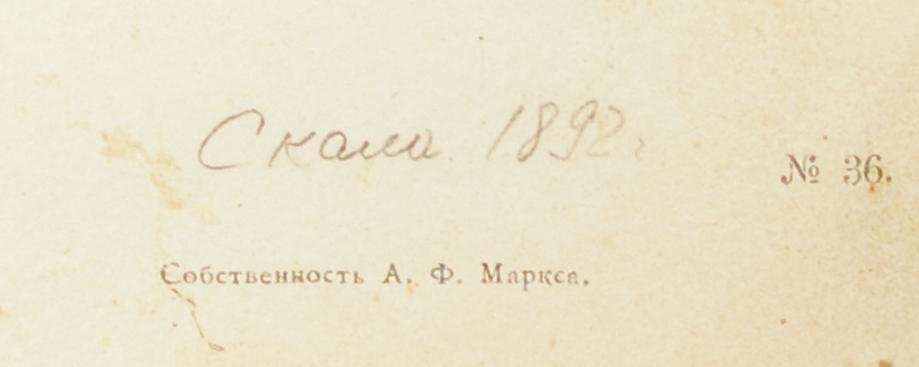 Скала 1892 г
№ 36.
Собственность А. Ф. Маркса.